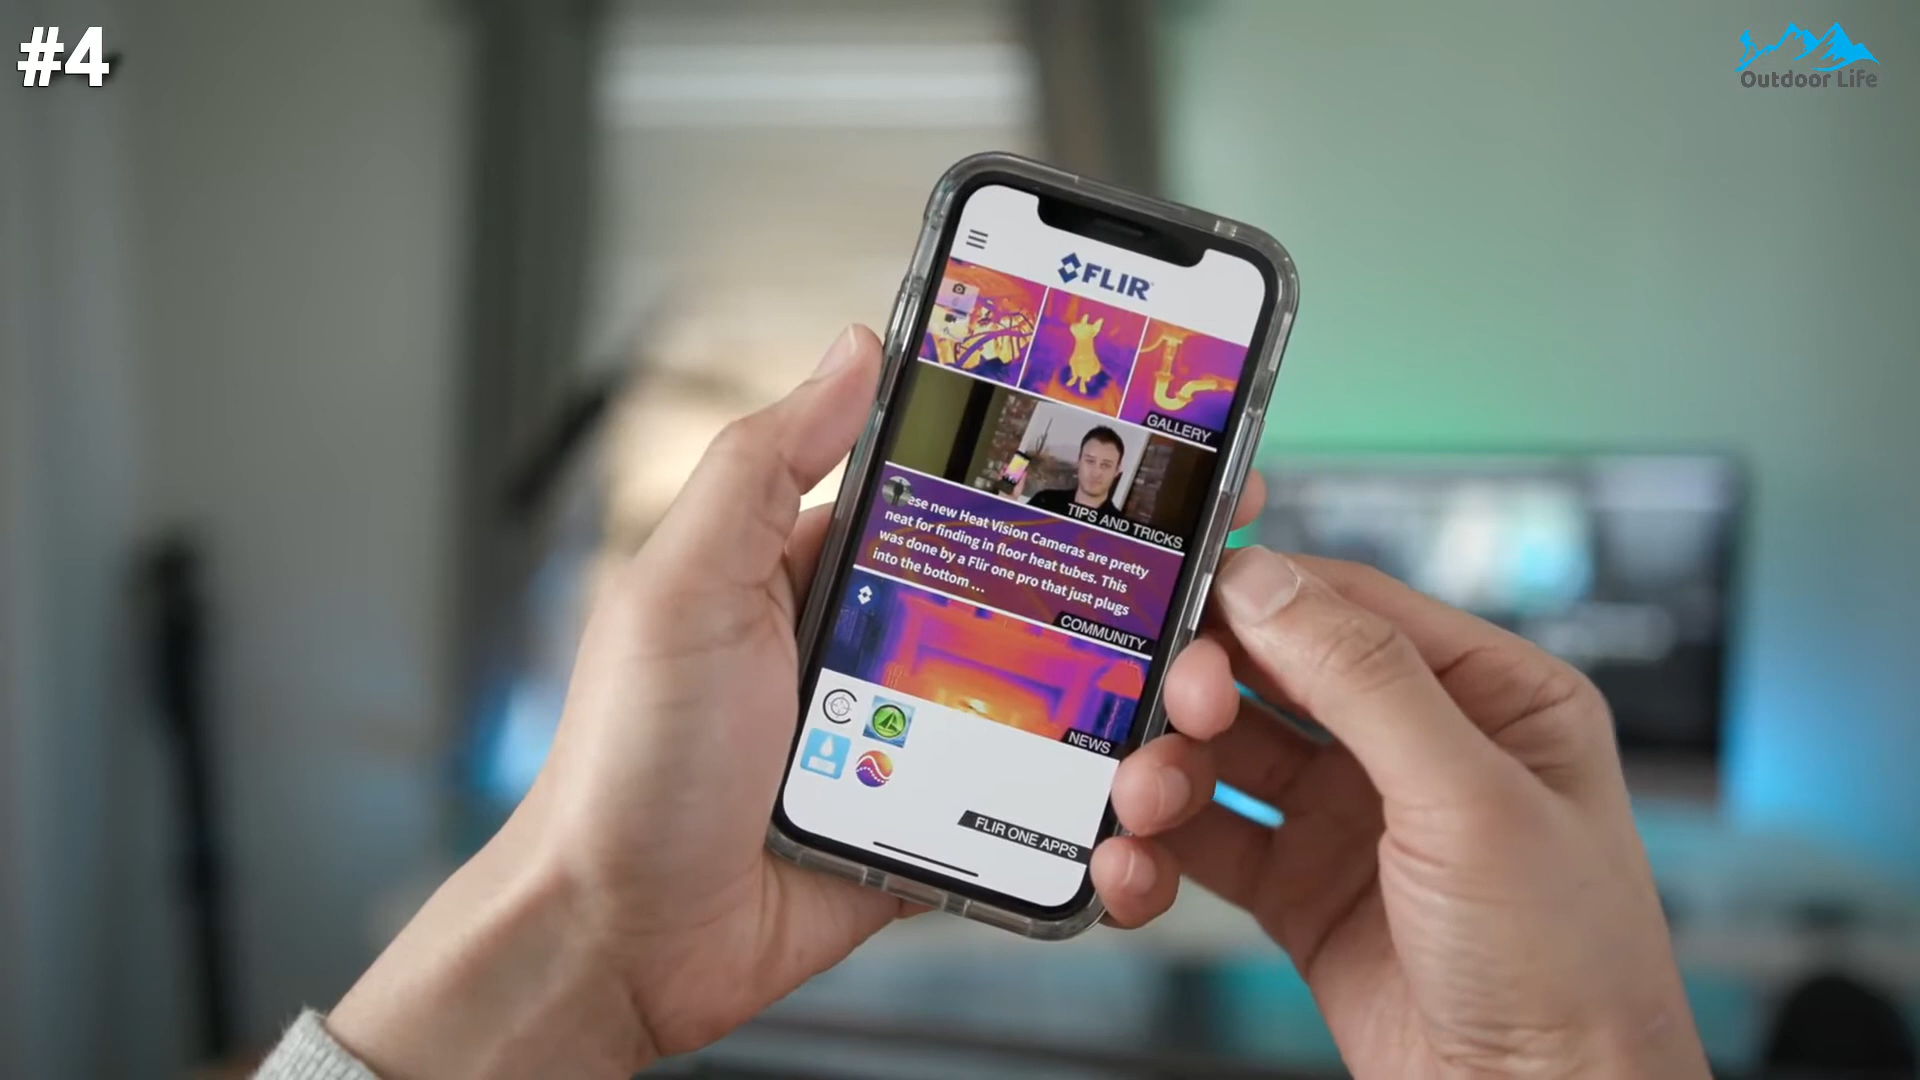 #4
Outdoor Life
FLIR
GALLERY
TIPS AND TRICKS
ese new Heat Vision Cameras are pretty
neat for finding in floor heat tubes. This
was done by a Flir one pro that just plugs
into the bottom ...
COMMUNITY
NEWS
FLIR ONE APPS